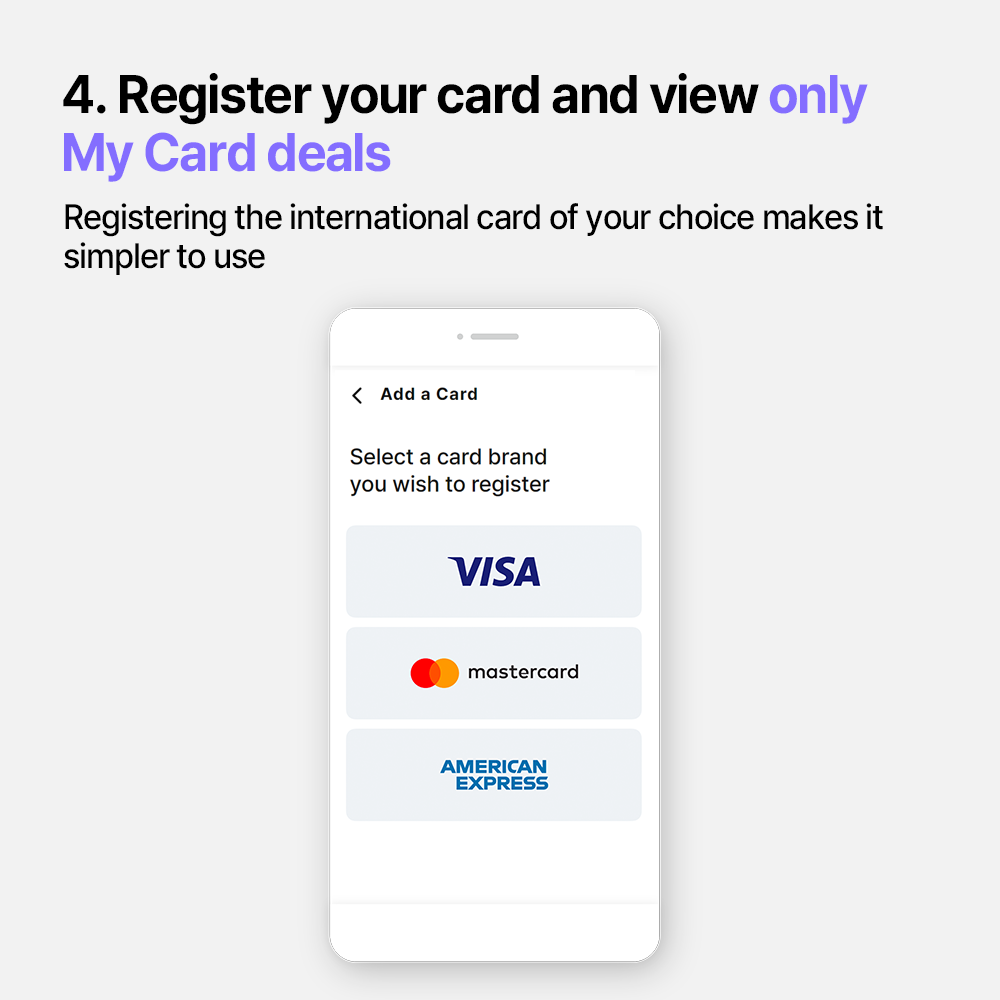 4. Register your card and view only
My Card deals
Registering the international card of your choice makes it
simpler to use
Add a Card
Select a card brand
you wish to register
VISA
mastercard
AMERICAN
EXPRESS